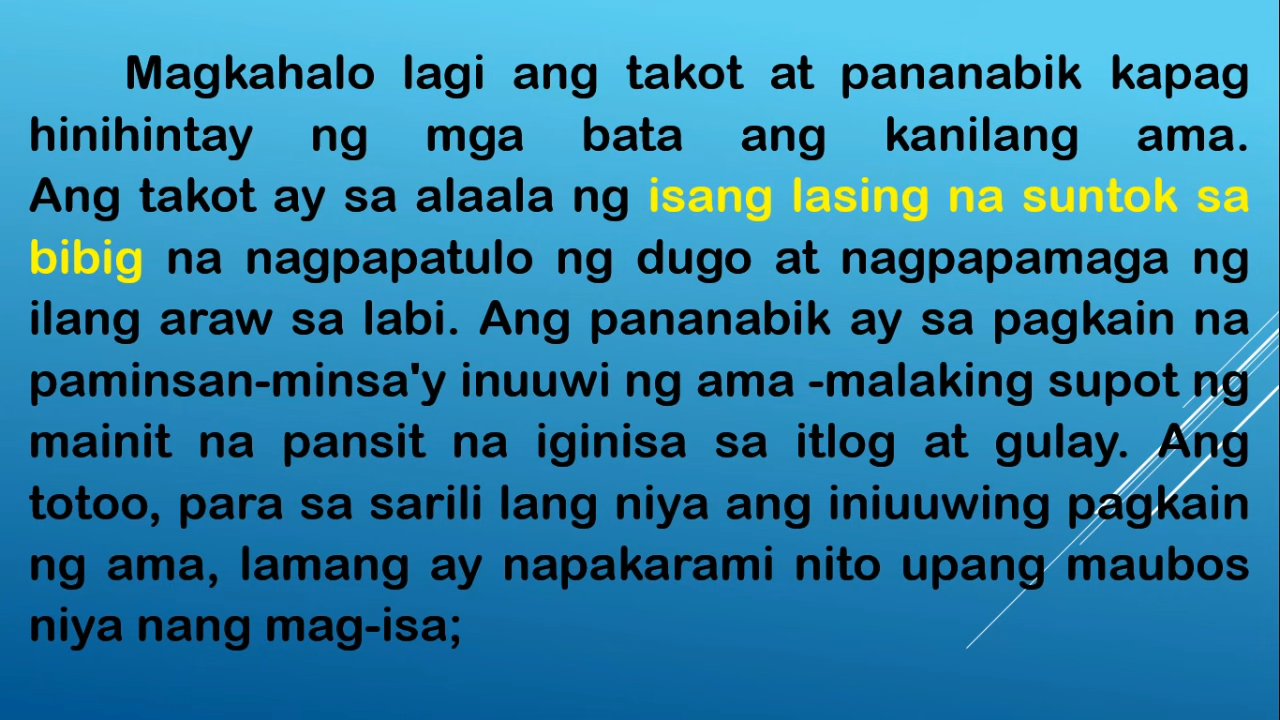 Magkahalo lagi ang takot at pananabik kapag
hinihintay ng mga bata ang kanilang ama.
Ang takot ay sa alaala ng isang lasing na suntok sa
bibig na nagpapatulo ng dugo at nagpapamaga ng
ilang araw sa labi. Ang pananabik ay sa pagkain na
paminsan-minsa'y inuuwi ng ama -malaking supot ng
mainit na pansit na iginisa sa itlog at gulay. Ang
totoo, para sa sarili lang niya ang iniuuwing pagkain
ng ama, lamang ay napakarami nito upang maubos
niya nang mag-isa;